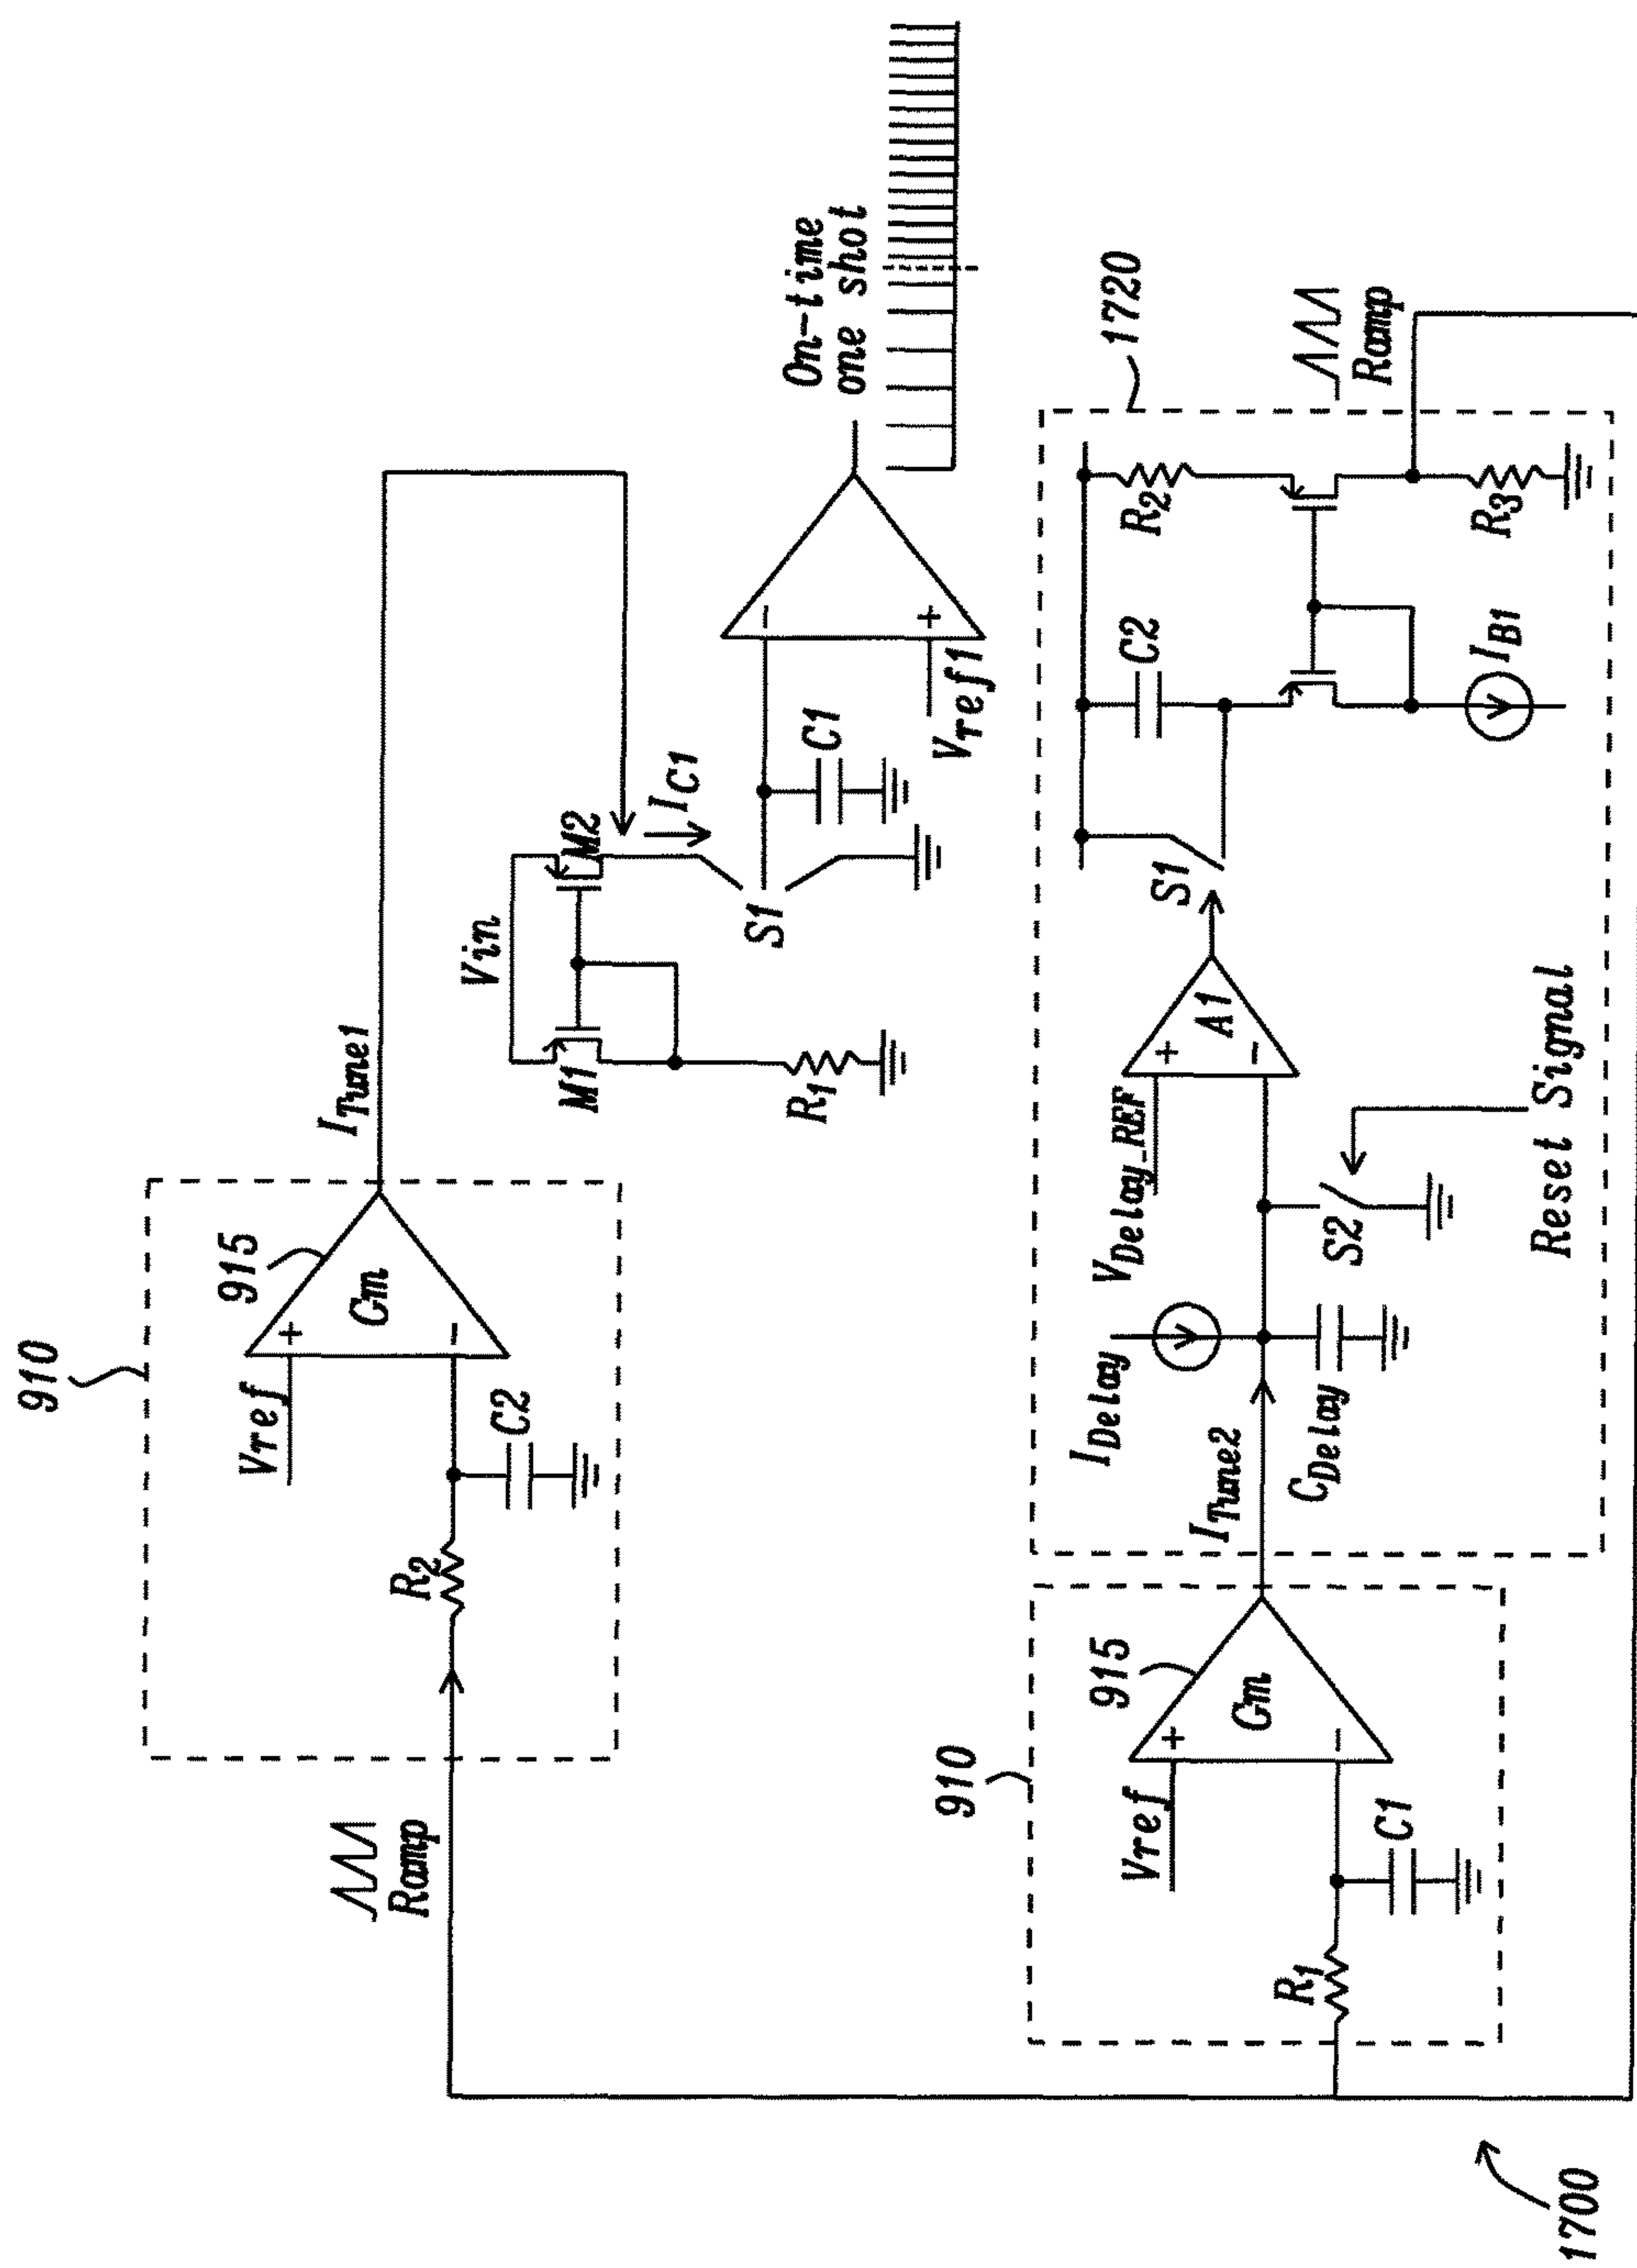 910
915
Vref
+
Gm
−
R2
C2
Ramp
ITune1
Vin
M1
M2
IC1
R1
S1
C1
−
+
Vref1
On-time
one shot
910
915
Vref
+
Gm
−
R1
C1
ITune2
IDelay
CDelay
VDelay_REF
+
−
A1
S2
Reset Signal
S1
C2
R2
IB1
R3
1720
Ramp
1700